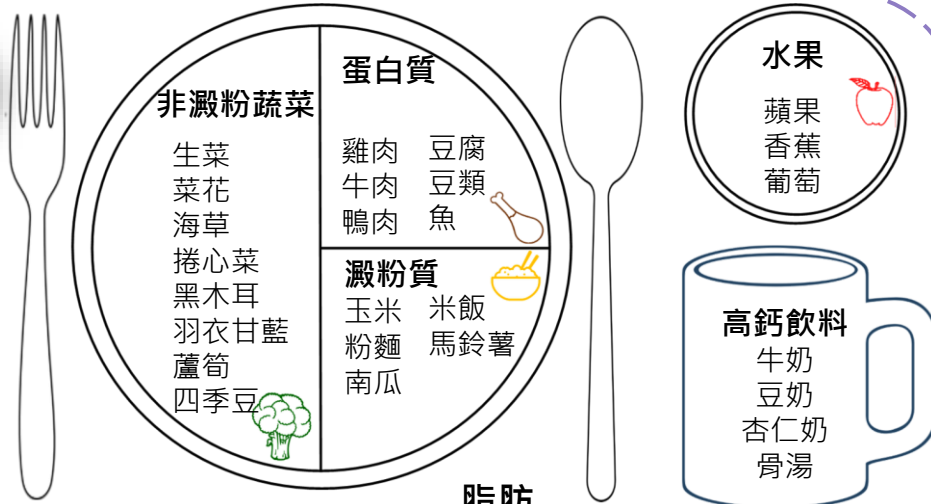 非澱粉蔬菜
生菜
菜花
海草
捲心菜
黑木耳
羽衣甘藍
蘆筍
四季豆
蛋白質
雞肉 豆腐
牛肉 豆類
鴨肉 魚
澱粉質
玉米 米飯
粉麵 馬鈴薯
南瓜
水果
蘋果
香蕉
葡萄
高鈣飲料
牛奶
豆奶
杏仁奶
骨湯
脂肪